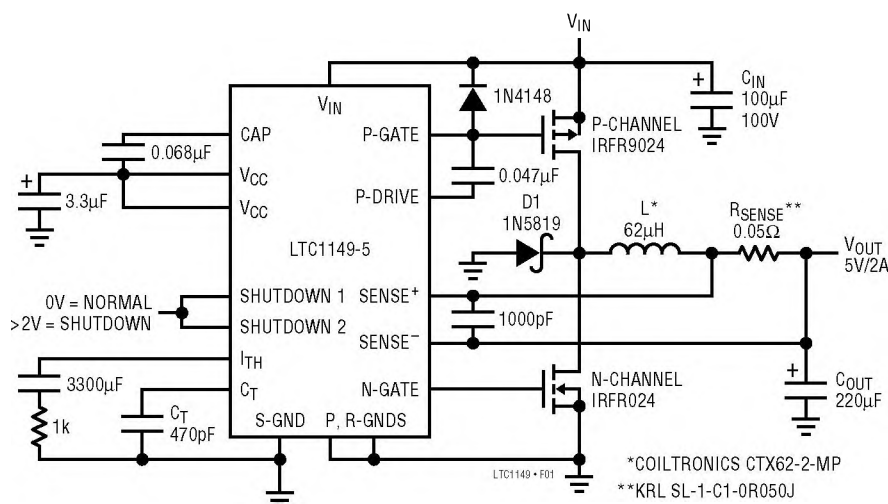 VIN
CIN
100µF
100V
+
VIN
1N4148
CAP
P-GATE
P-CHANNEL
IRFR9024
0.068µF
0.047µF
+
VCC
P-DRIVE
3.3µF
VCC
D1
1N5819
L*
62µH
RSENSE**
0.05Ω
VOUT
5V/2A
LTC1149-5
0V = NORMAL
>2V = SHUTDOWN
SHUTDOWN 1
SHUTDOWN 2
SENSE+
1000pF
SENSE−
ITH
3300µF
CT
N-GATE
N-CHANNEL
IRFR024
+
COUT
220µF
1k
CT
470pF
S-GND
P, R-GNDS
LTC1149 • F01
*COILTRONICS CTX62-2-MP
**KRL SL-1-C1-0R050J